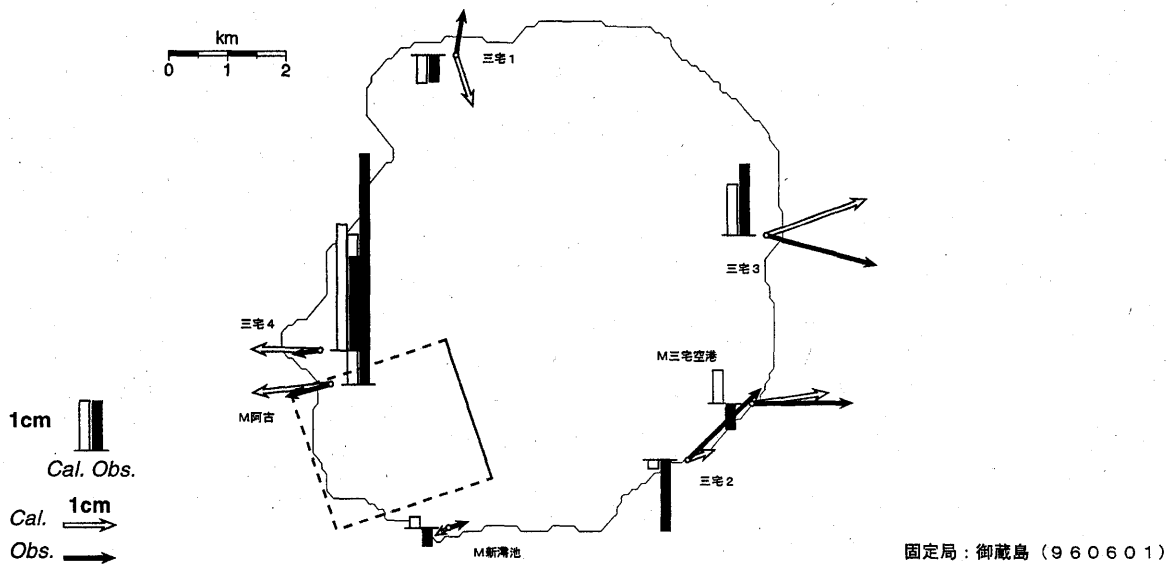 km
0 1 2
三宅1
三宅3
三宅4
M三宅空港
M阿古
1cm
Cal. Obs.
三宅2
1cm
Cal.
Obs.
M新澪池
固定局：御蔵島（960601）